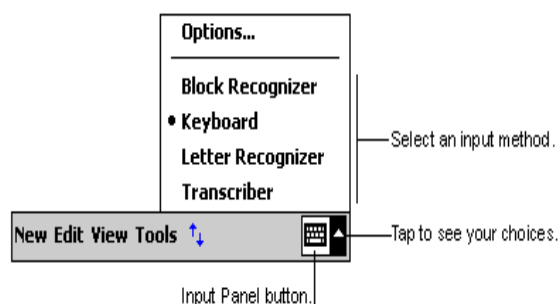 Options...
Block Recognizer
Keyboard
Letter Recognizer
Transcriber
Select an input method.
New Edit View Tools
Tap to see your choices.
Input Panel button.